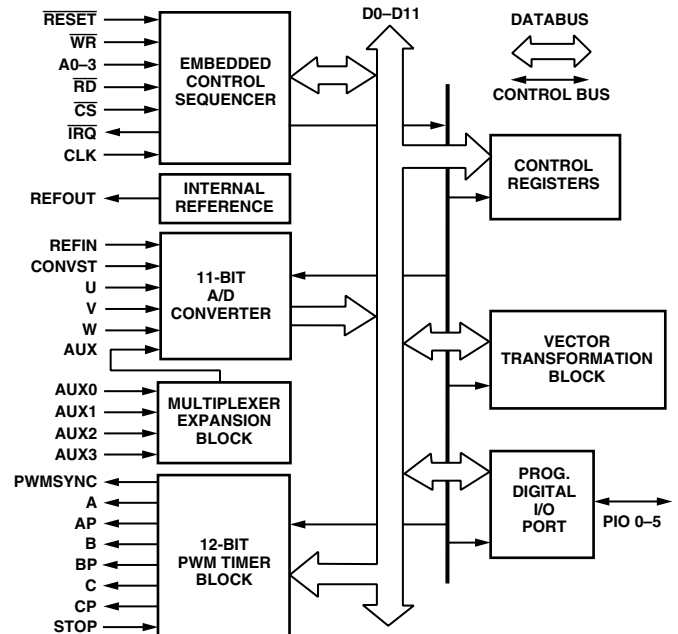 RESET
WR
A0–3
RD
CS
IRQ
CLK
EMBEDDED
CONTROL
SEQUENCER
D0–D11
DATABUS
CONTROL BUS
REFOUT
INTERNAL
REFERENCE
CONTROL
REGISTERS
REFIN
CONVST
U
V
W
AUX
11-BIT
A/D
CONVERTER
VECTOR
TRANSFORMATION
BLOCK
AUX0
AUX1
AUX2
AUX3
MULTIPLEXER
EXPANSION
BLOCK
PWMSYNC
A
AP
B
BP
C
CP
STOP
12-BIT
PWM TIMER
BLOCK
PROG.
DIGITAL
I/O
PORT
PIO 0–5